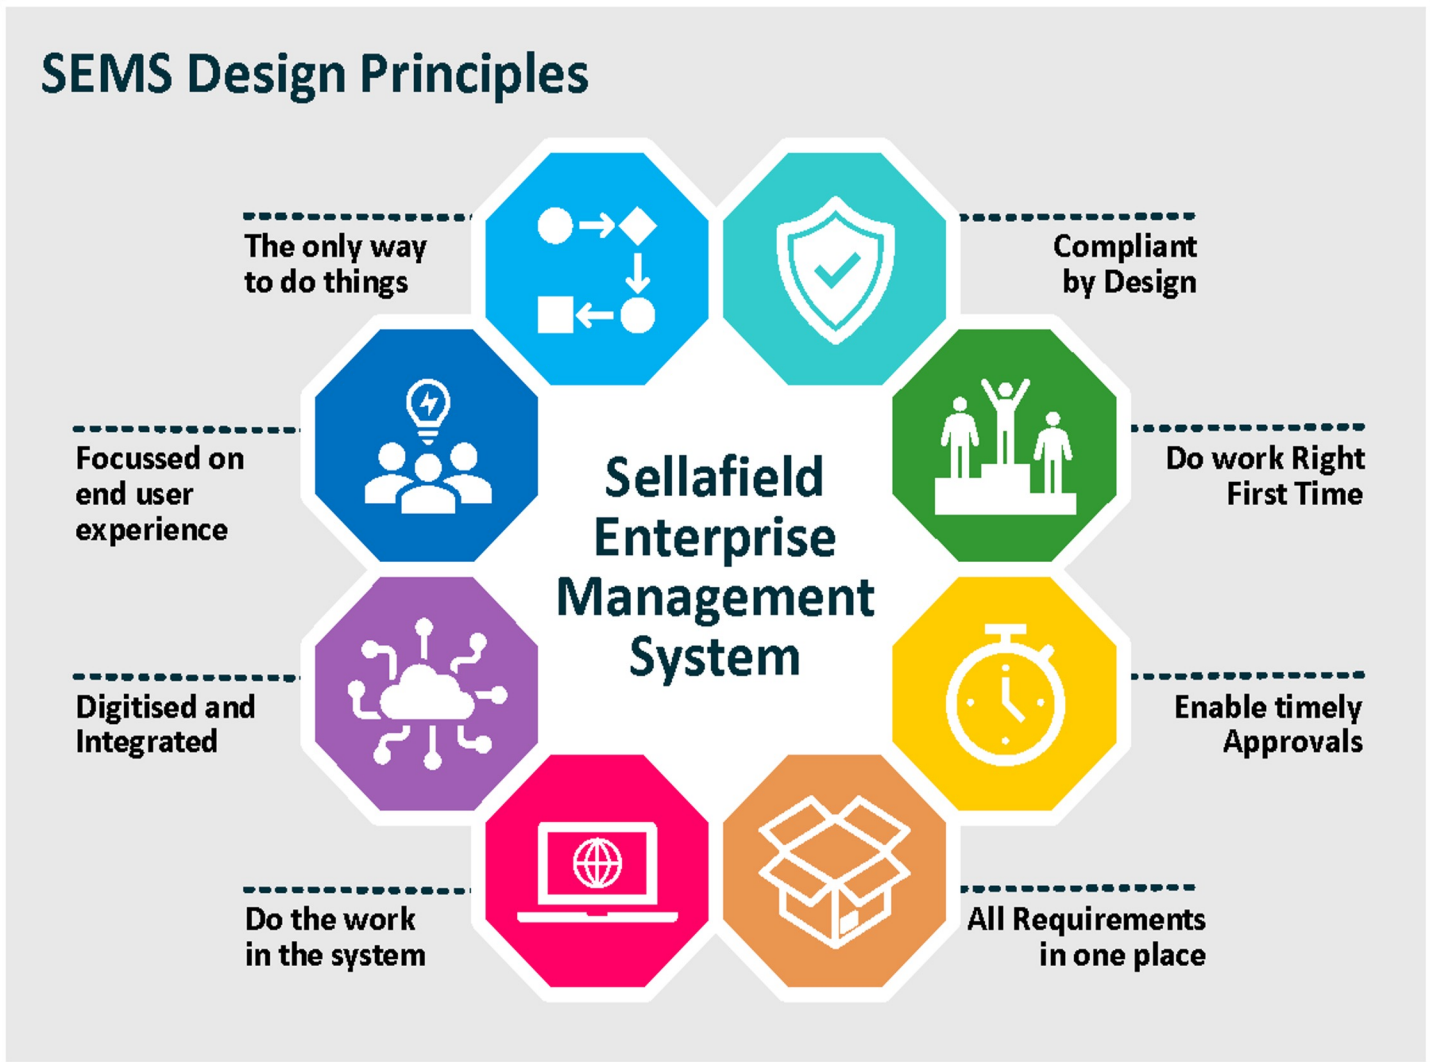 SEMS Design Principles
The only way
to do things
Compliant
by Design
Focussed on
end user
experience
Do work Right
First Time
Sellafield
Enterprise
Management
System
Digitised and
Integrated
Enable timely
Approvals
Do the work
in the system
All Requirements
in one place